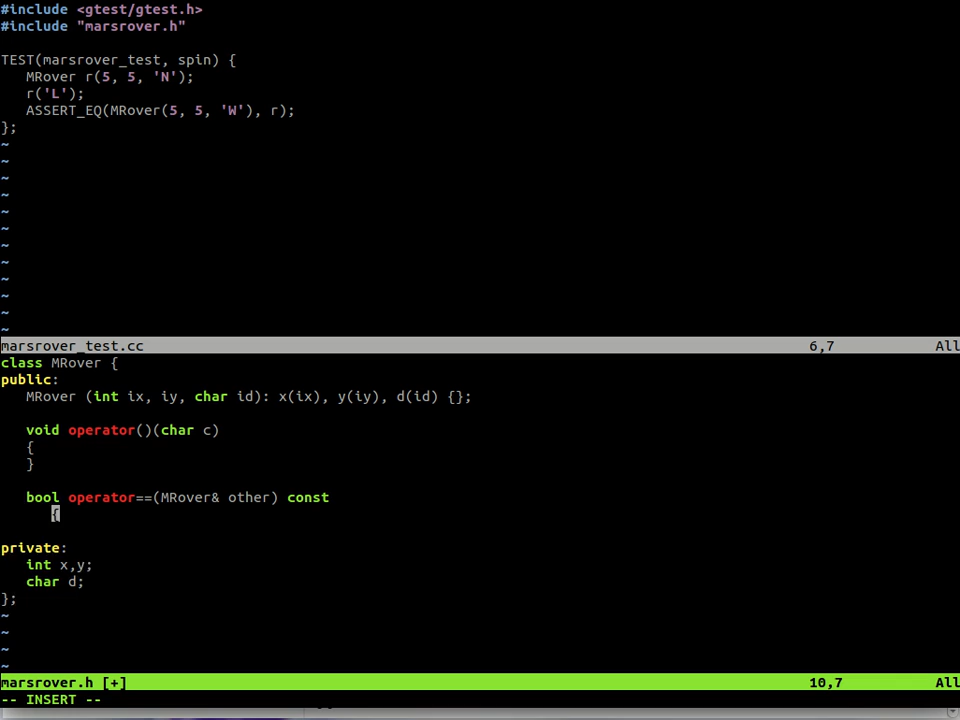 #include <gtest/gtest.h>
#include "marsrover.h"
TEST(marsrover_test, spin) {
MRover r(5, 5, 'N');
r('L');
ASSERT_EQ(MRover(5, 5, 'W'), r);
};
~
~
~
~
~
~
~
~
~
~
~
~
marsrover_test.cc 6,7 All
class MRover {
public:
MRover (int ix, iy, char id): x(ix), y(iy), d(id) {};
void operator()(char c)
{
}
bool operator==(MRover& other) const
{
private:
int x,y;
char d;
};
~
~
~
~
marsrover.h [+] 10,7 All
-- INSERT --